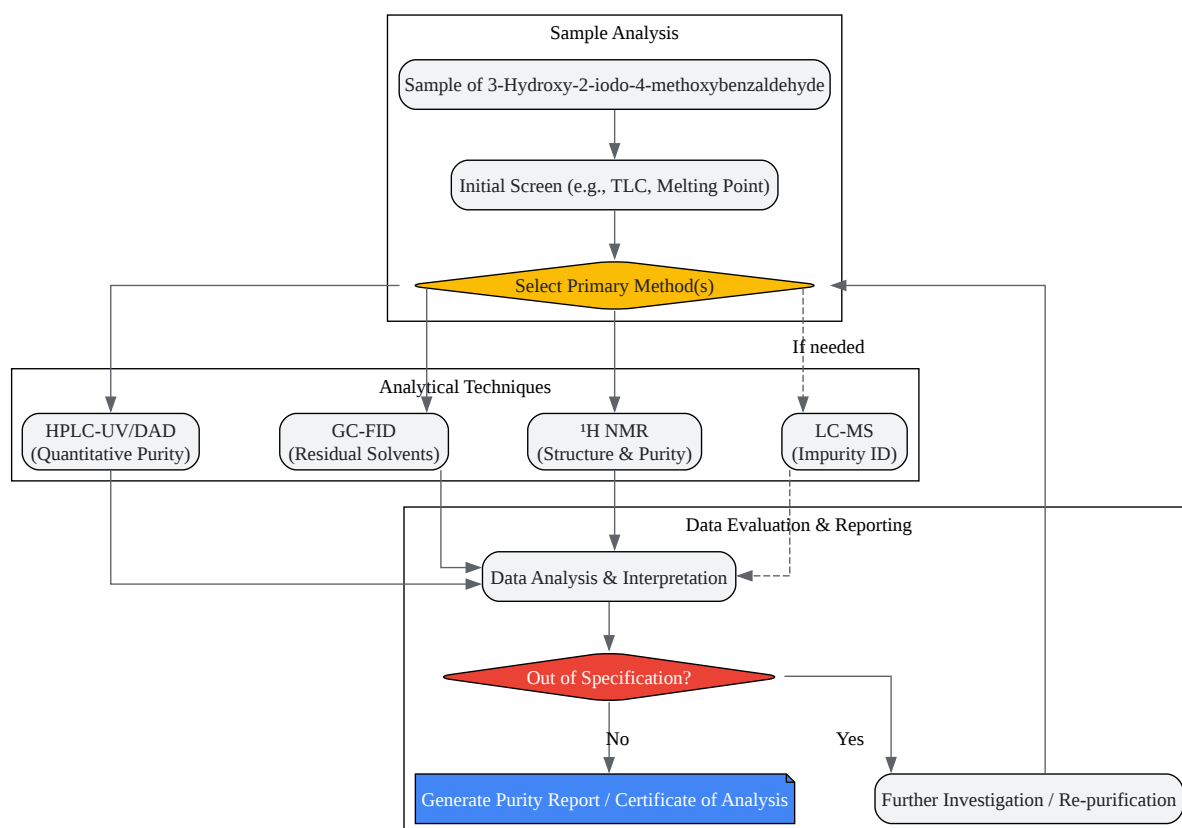 Sample Analysis
Sample of 3-Hydroxy-2-iodo-4-methoxybenzaldehyde
Initial Screen (e.g., TLC, Melting Point)
Select Primary Method(s)
If needed
Analytical Techniques
HPLC-UV/DAD
(Quantitative Purity)
GC-FID
(Residual Solvents)
¹H NMR
(Structure & Purity)
LC-MS
(Impurity ID)
Data Evaluation & Reporting
Data Analysis & Interpretation
Out of Specification?
No
Yes
Generate Purity Report / Certificate of Analysis
Further Investigation / Re-purification